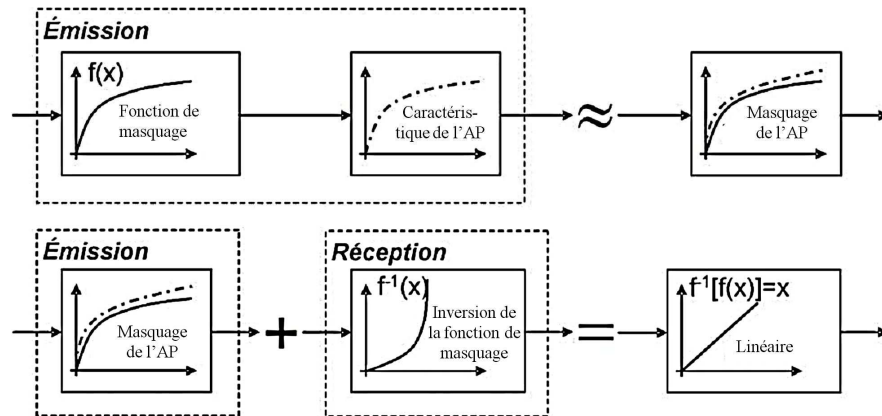 Émission
f(x)
Fonction de
masquage
Caractéris-
tique de l'AP
≈
Masquage
de l'AP
Émission
Masquage
de l'AP
+
Réception
f⁻¹(x)
Inversion de
la fonction de
masquage
=
f⁻¹[f(x)]=x
Linéaire